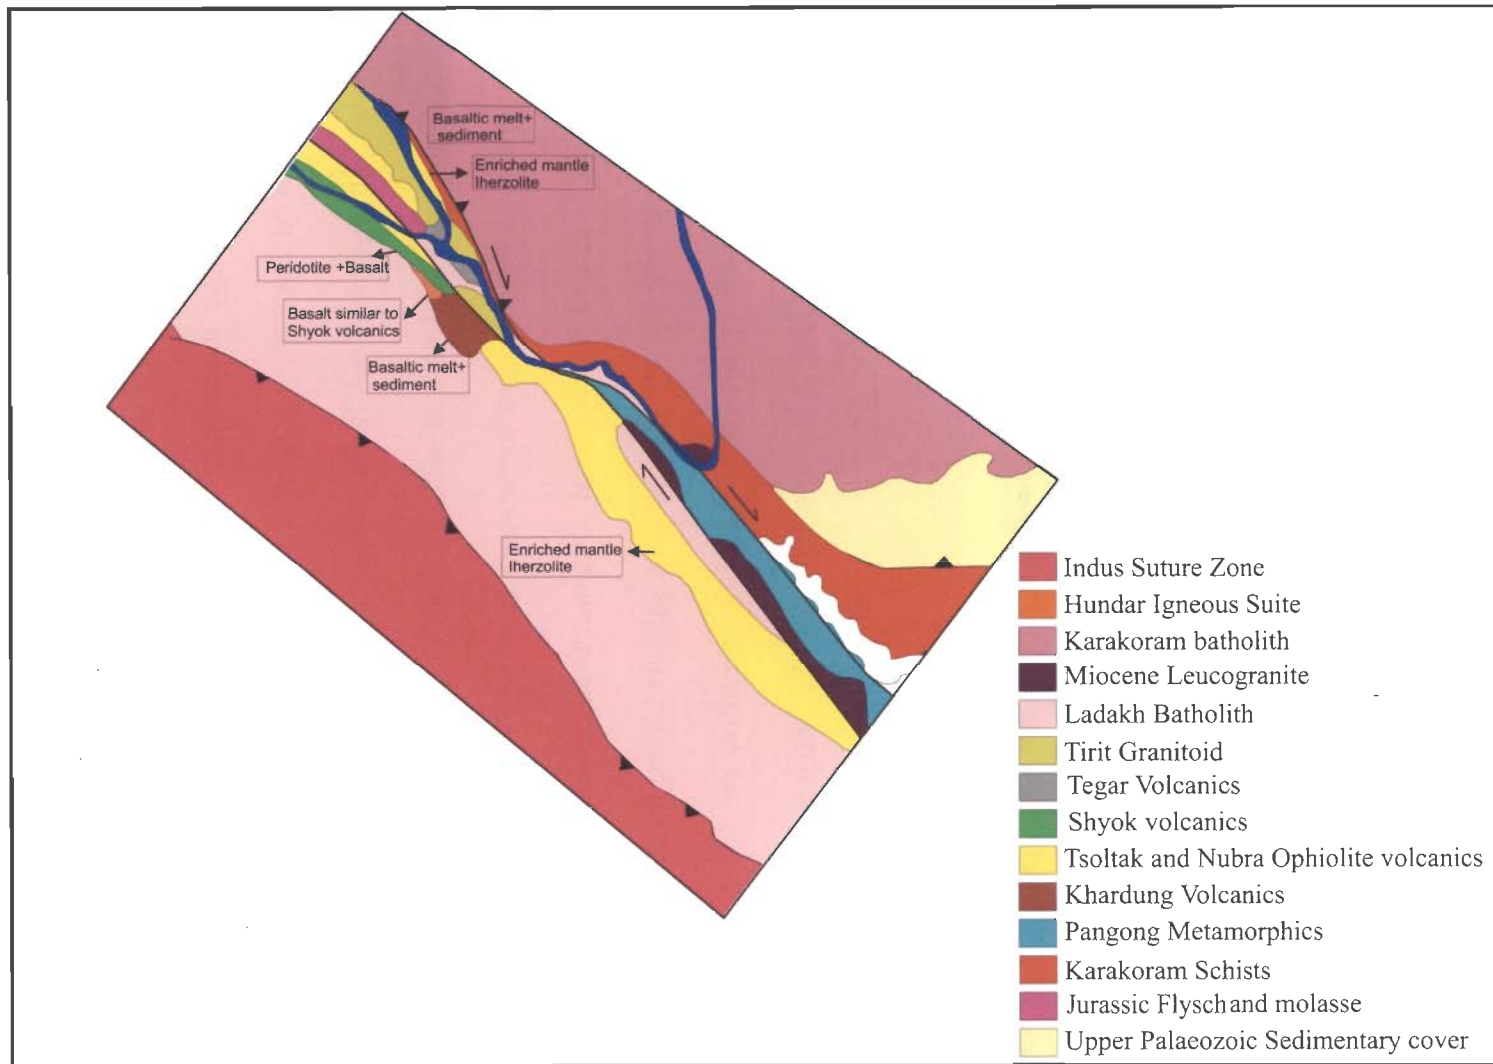 Basaltic melt+
sediment
Enriched mantle
lherzolite
Peridotite +Basalt
Basalt similar to
Shyok volcanics
Basaltic melt+
sediment
Enriched mantle
lherzolite
Indus Suture Zone
Hundar Igneous Suite
Karakoram batholith
Miocene Leucogranite
Ladakh Batholith
Tirit Granitoid
Tegar Volcanics
Shyok volcanics
Tsoltak and Nubra Ophiolite volcanics
Khardung Volcanics
Pangong Metamorphics
Karakoram Schists
Jurassic Flysch and molasse
Upper Palaeozoic Sedimentary cover